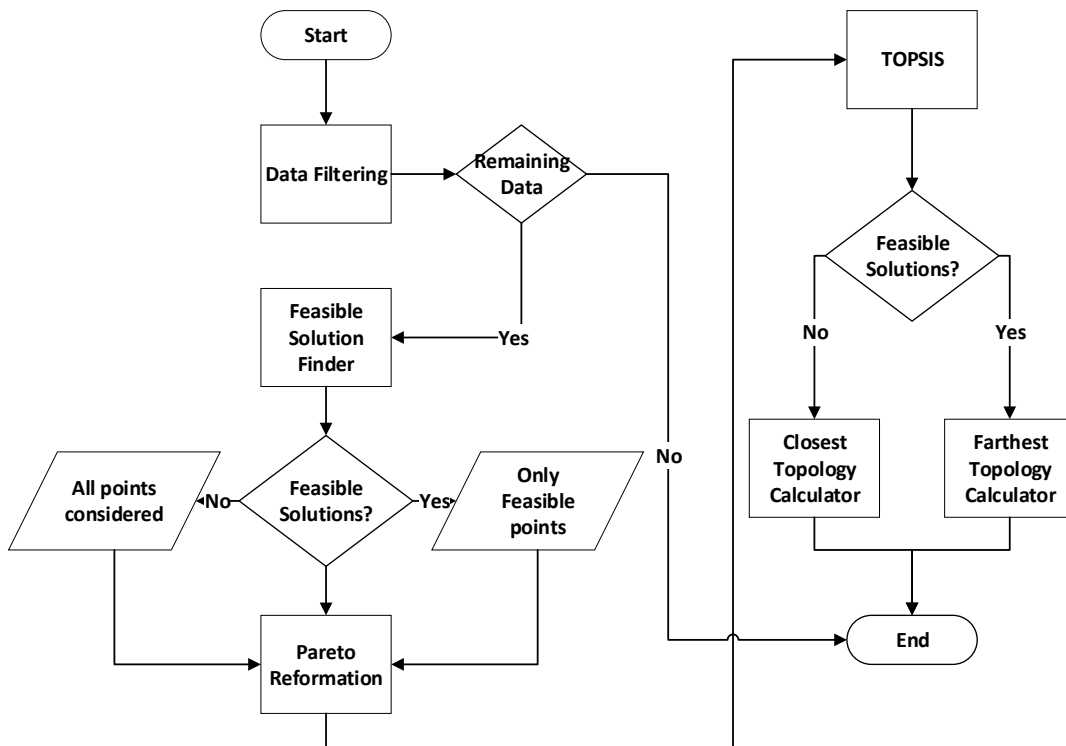 Start
Data Filtering
Remaining
Data
Yes
No
Feasible
Solution
Finder
Feasible
Solutions?
No
Yes
All points
considered
Only
Feasible
points
Pareto
Reformation
TOPSIS
Feasible
Solutions?
No
Yes
Closest
Topology
Calculator
Farthest
Topology
Calculator
End